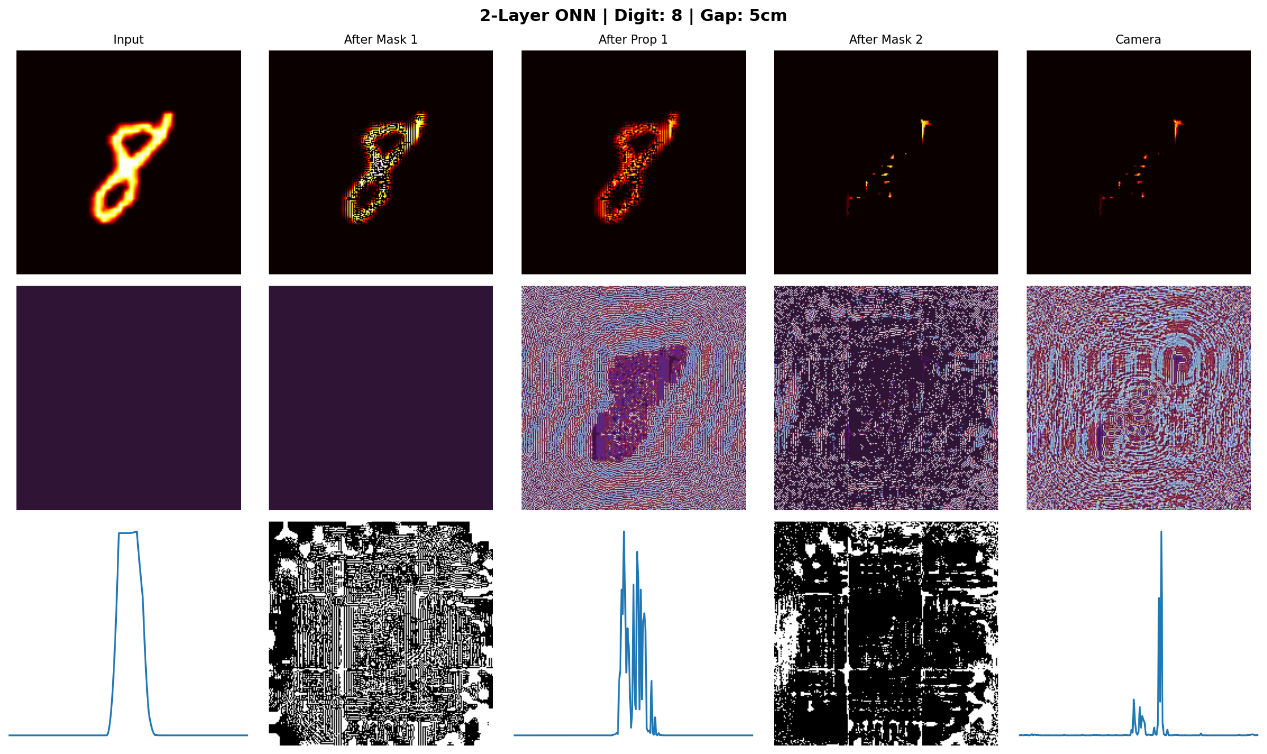 2-Layer ONN | Digit: 8 | Gap: 5cm
Input
After Mask 1
After Prop 1
After Mask 2
Camera